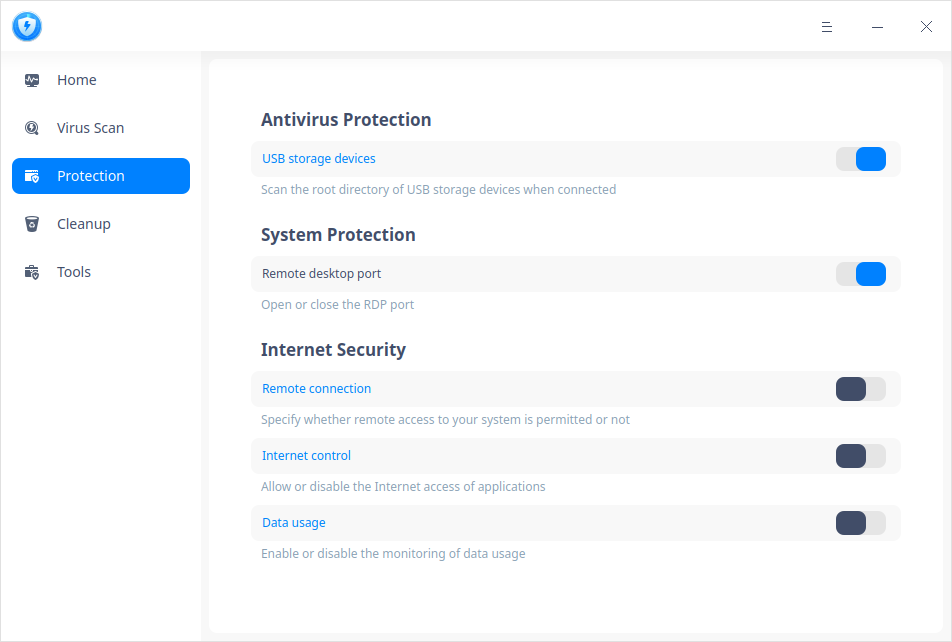 Home
Virus Scan
Protection
Cleanup
Tools
Antivirus Protection
USB storage devices
Scan the root directory of USB storage devices when connected
System Protection
Remote desktop port
Open or close the RDP port
Internet Security
Remote connection
Specify whether remote access to your system is permitted or not
Internet control
Allow or disable the Internet access of applications
Data usage
Enable or disable the monitoring of data usage